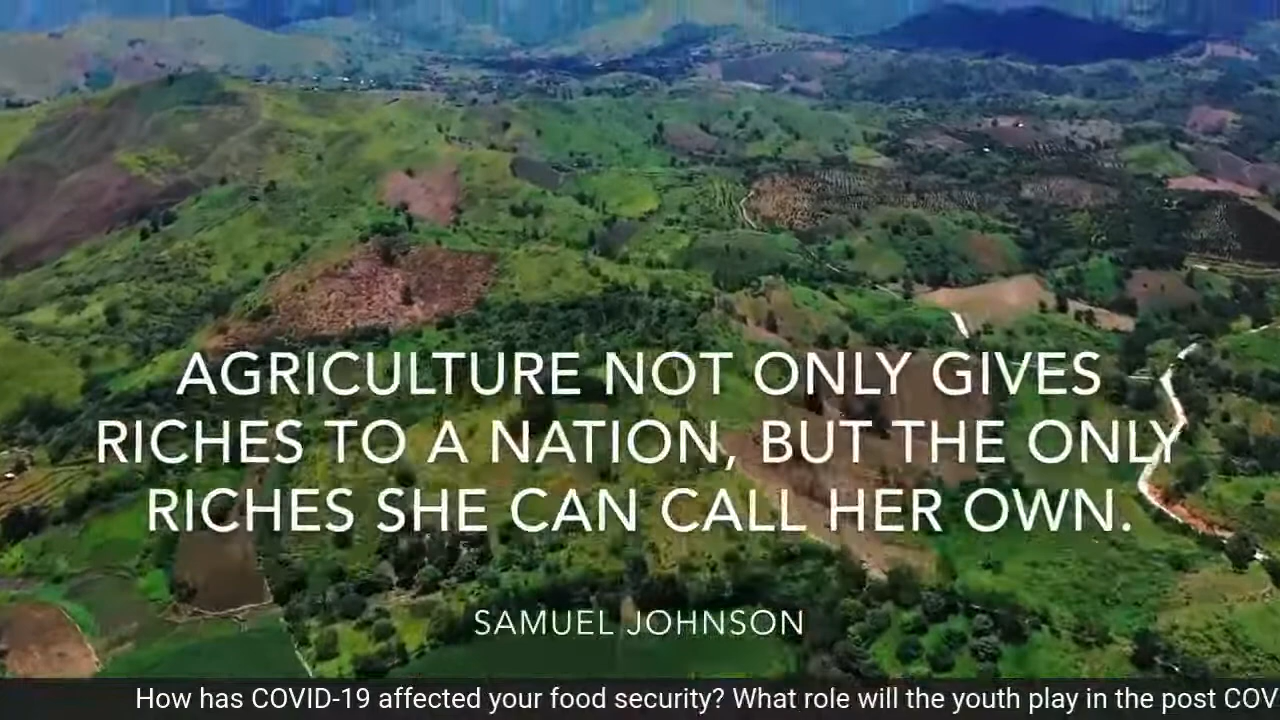 AGRICULTURE NOT ONLY GIVES
RICHES TO A NATION, BUT THE ONLY
RICHES SHE CAN CALL HER OWN.
SAMUEL JOHNSON
How has COVID-19 affected your food security? What role will the youth play in the post COV